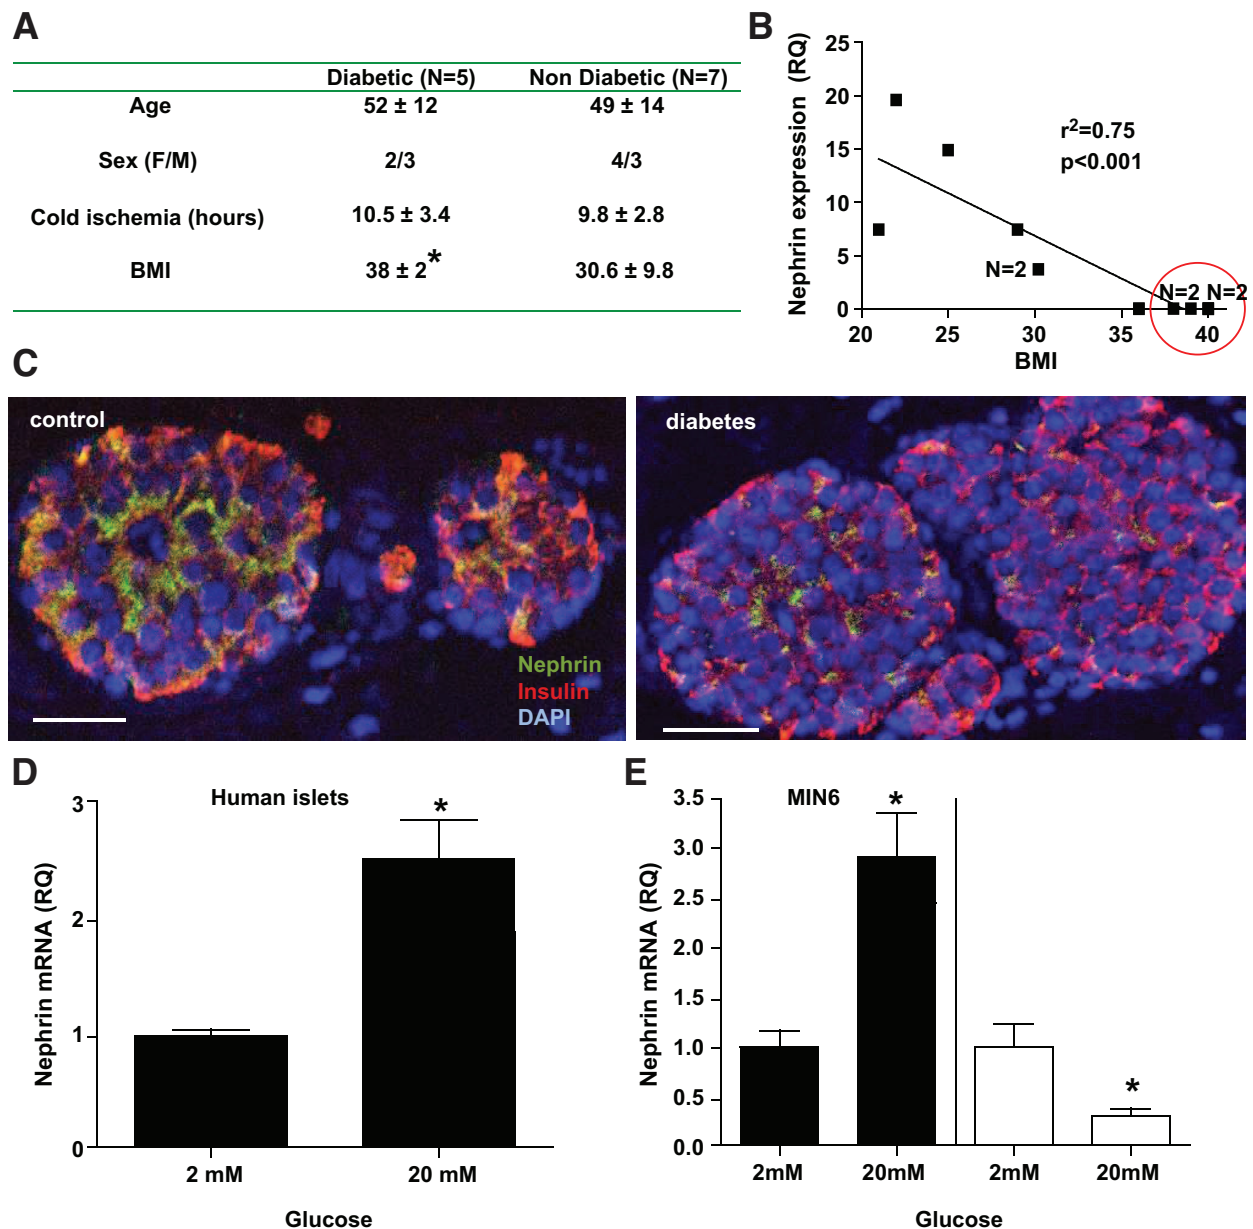 A
Diabetic (N=5) Non Diabetic (N=7)
Age 52 ± 12 49 ± 14
Sex (F/M) 2/3 4/3
Cold ischemia (hours) 10.5 ± 3.4 9.8 ± 2.8
BMI 38 ± 2* 30.6 ± 9.8
B
Nephrin expression (RQ)
25
20
15
10
5
0
r²=0.75
p<0.001
N=2
N=2 N=2
20 25 30 35 40
BMI
C
control
Nephrin
Insulin
DAPI
diabetes
D
Human islets
Nephrin mRNA (RQ)
3
2
1
0
*
2 mM 20 mM
Glucose
E
MIN6
Nephrin mRNA (RQ)
3.5
3.0
2.5
2.0
1.5
1.0
0.5
0.0
*
*
2mM 20mM 2mM 20mM
Glucose